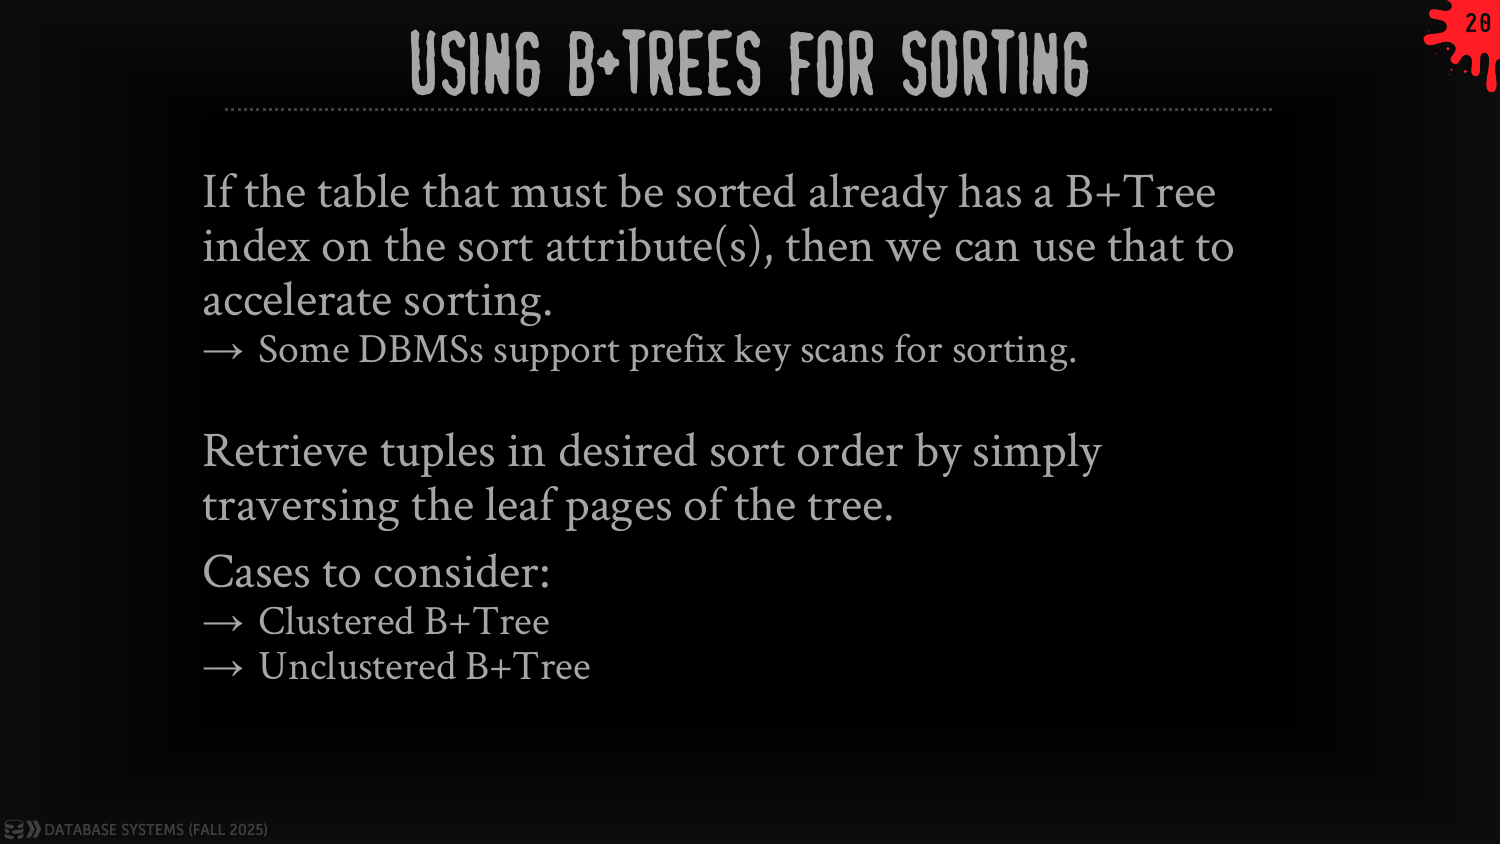 USING B+TREES FOR SORTING
20
If the table that must be sorted already has a B+Tree
index on the sort attribute(s), then we can use that to
accelerate sorting.
→ Some DBMSs support prefix key scans for sorting.
Retrieve tuples in desired sort order by simply
traversing the leaf pages of the tree.
Cases to consider:
→ Clustered B+Tree
→ Unclustered B+Tree
DATABASE SYSTEMS (FALL 2025)